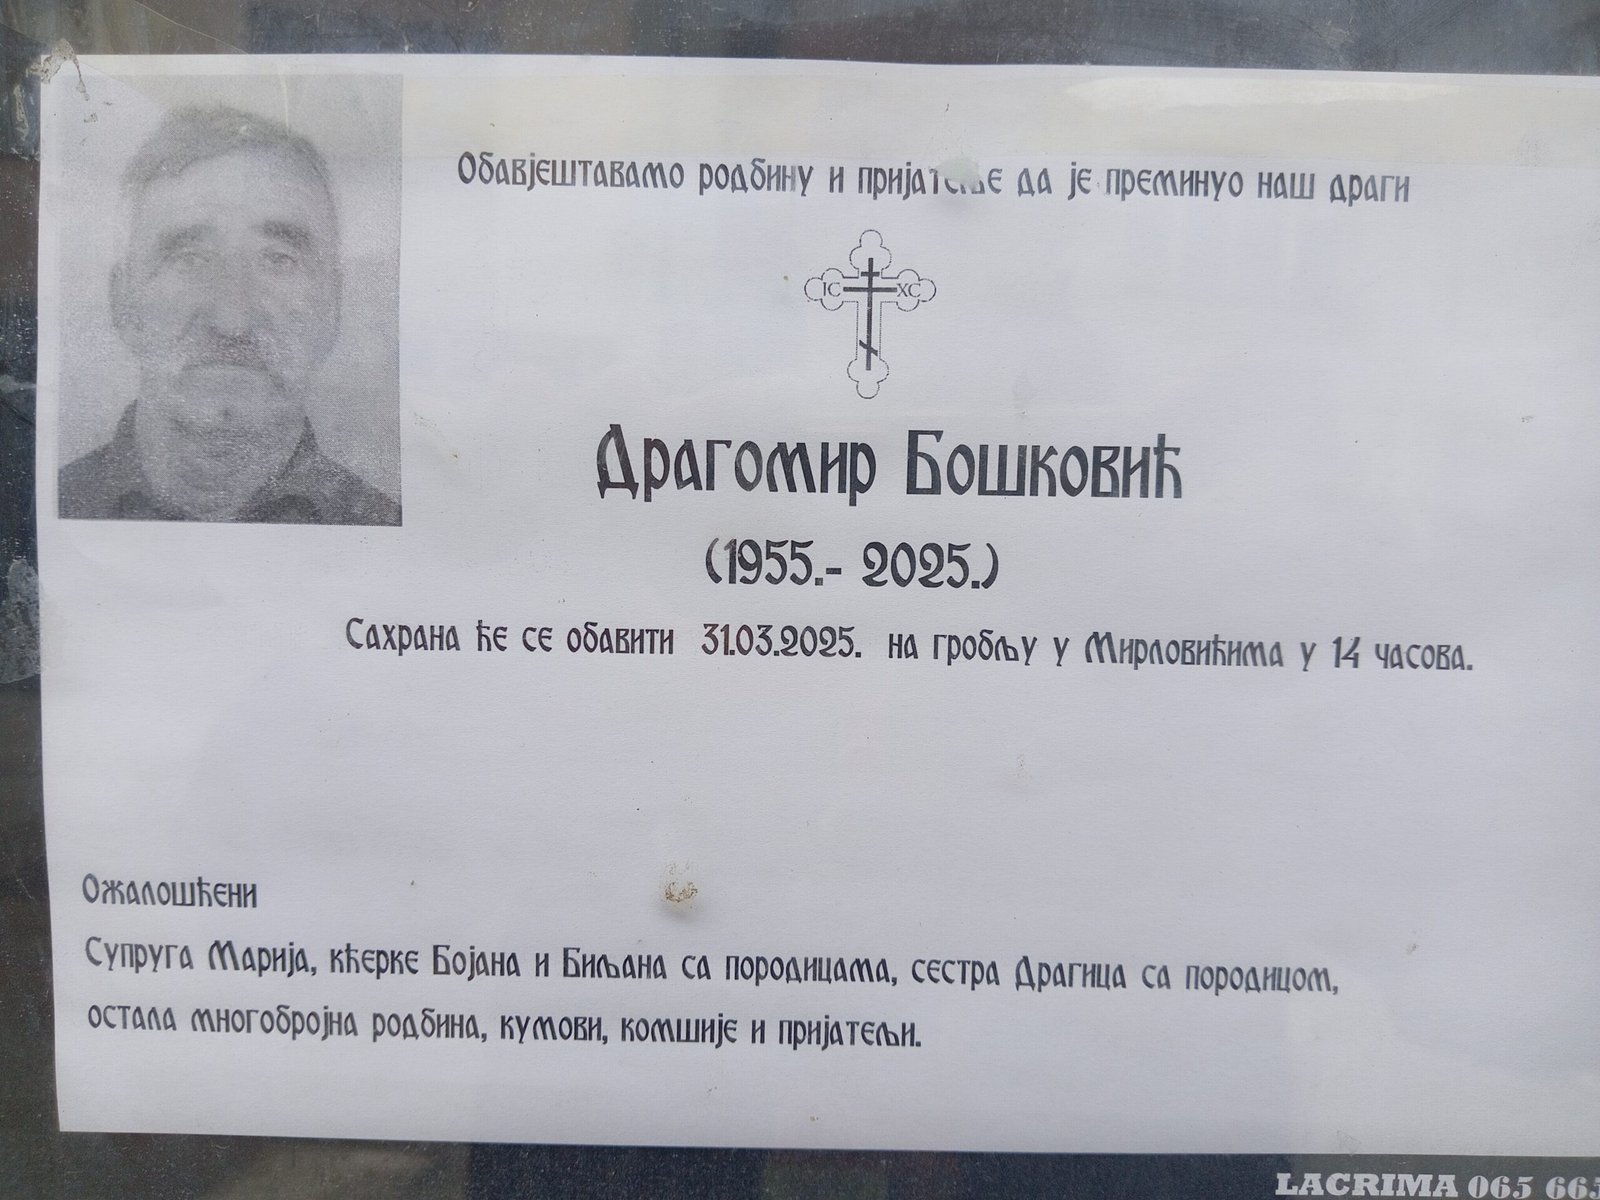 Обавјештавамо родбину и пријатеље да је преминуо наш драги
IC XC
Драгомир Бошковић
(1955.- 2025.)
Сахрана ће се обавити 31.03.2025. на гробљу у Мирловићима у 14 часова.
Ожалошћени
Супруга Марија, кћерке Бојана и Биљана са породицама, сестра Драгица са породицом,
остала многобројна родбина, кумови, комшије и пријатељи.
LACRIMA 065 665